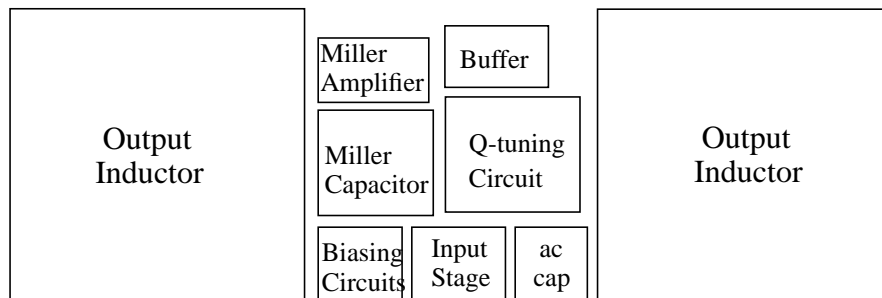 Output
Inductor
Miller
Amplifier
Buffer
Miller
Capacitor
Q-tuning
Circuit
Biasing
Circuits
Input
Stage
ac
cap
Output
Inductor